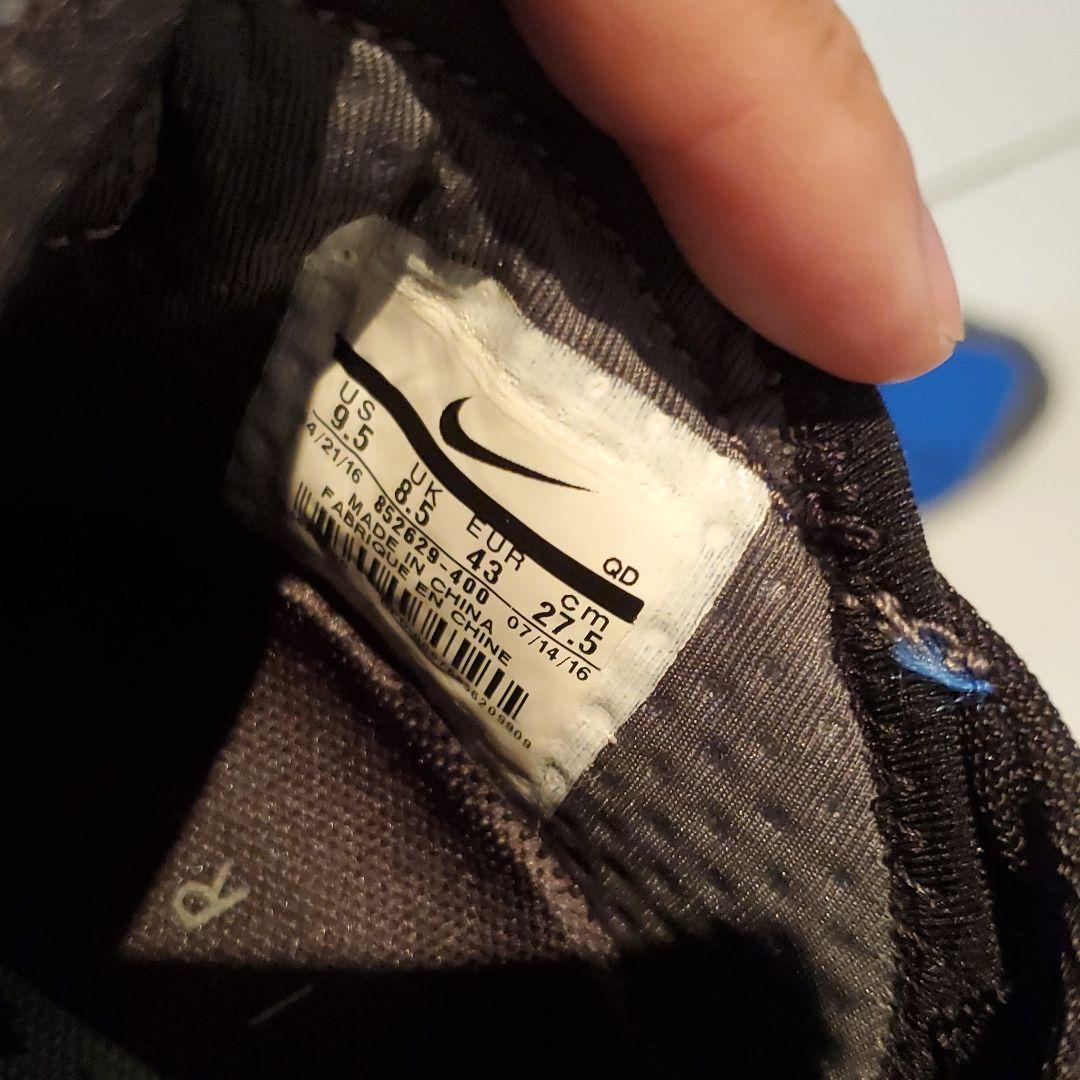 QD
US UK EUR cm
9.5 8.5 43 27.5
4/21/16 852629-400 07/14/16
MADE IN CHINA
FABRIQUE EN CHINE
R